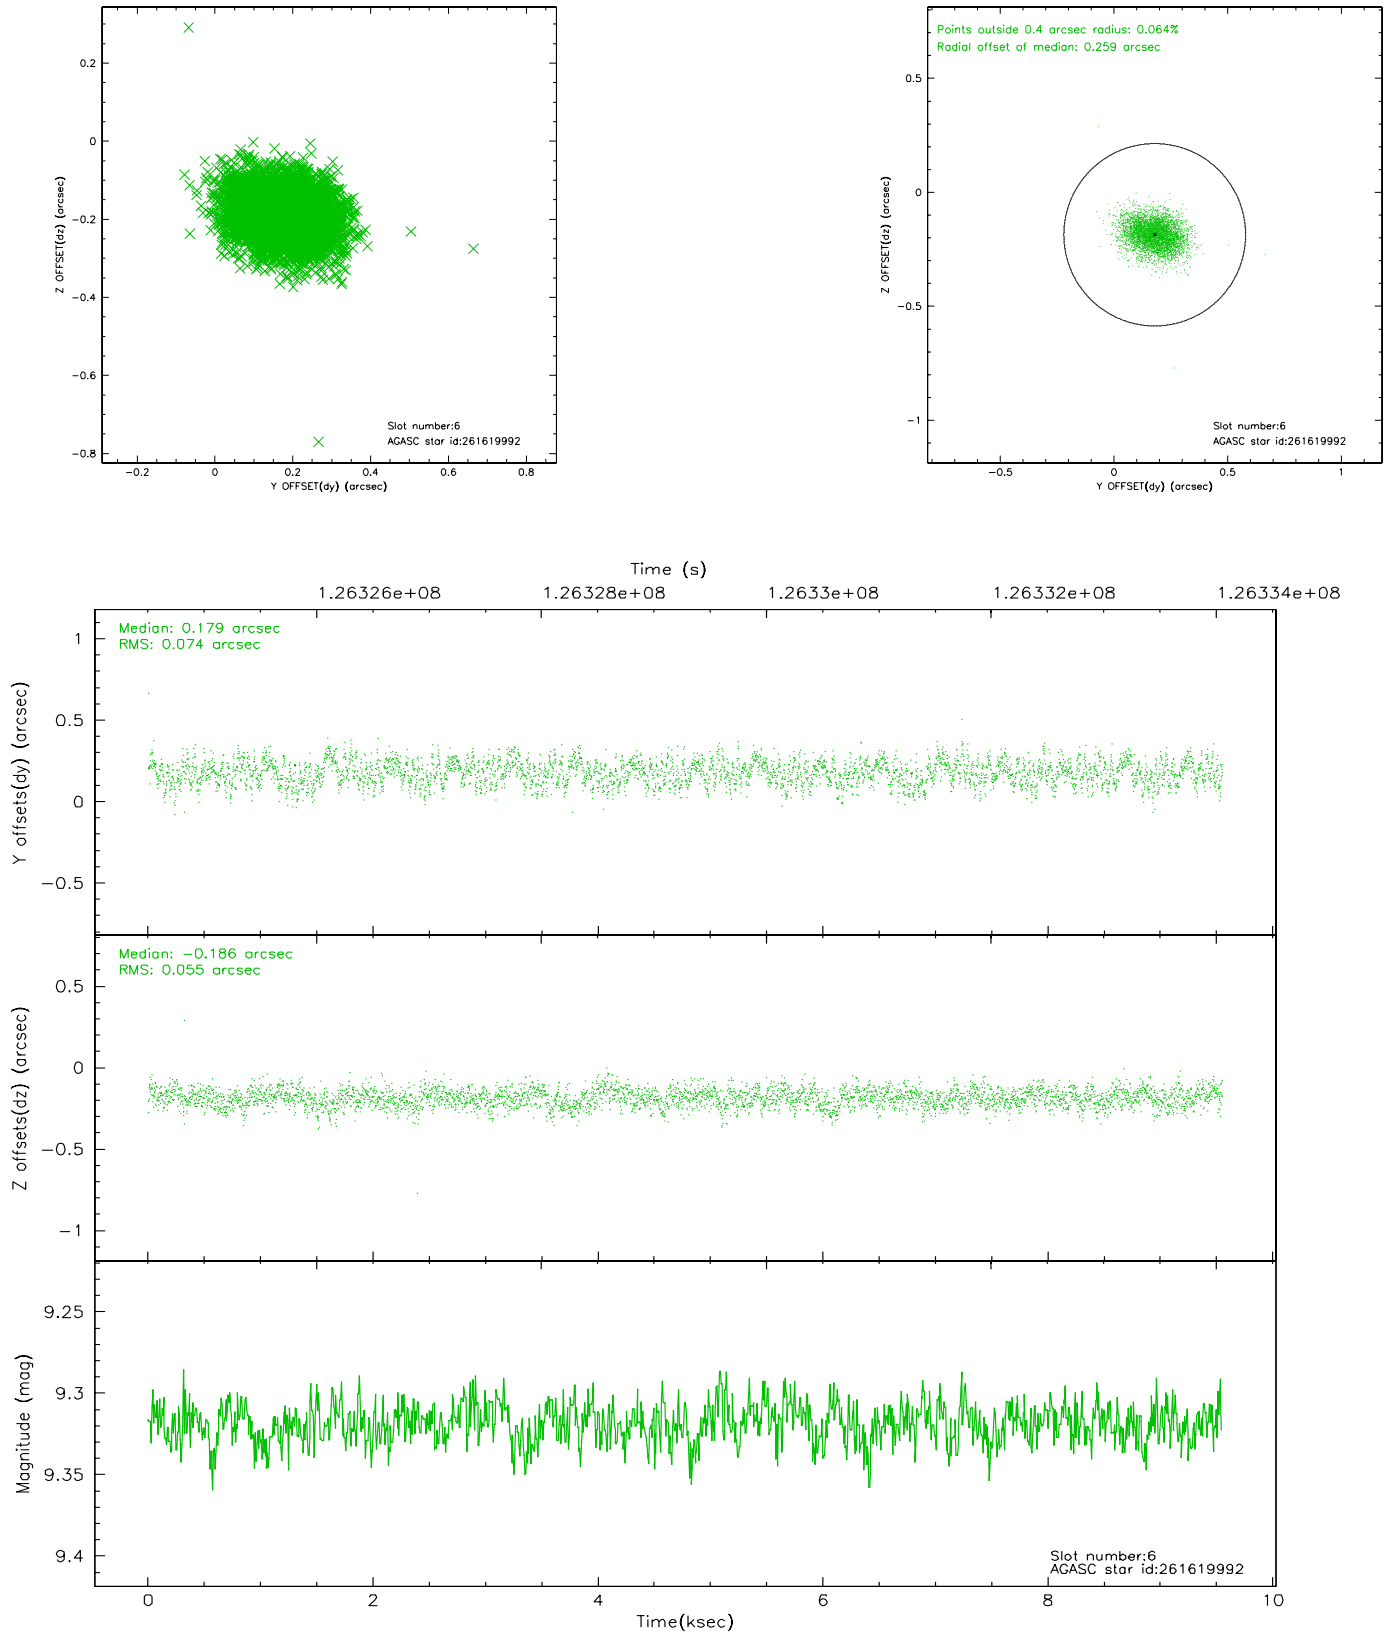 0.2
0
−0.2
−0.4
−0.6
−0.8
Z OFFSET(dz) (arcsec)
Slot number:6
AGASC star id:261619992
−0.2 0 0.2 0.4 0.6 0.8
Y OFFSET(dy) (arcsec)
Points outside 0.4 arcsec radius: 0.064%
Radial offset of median: 0.259 arcsec
0.5
0
−0.5
−1
Z OFFSET(dz) (arcsec)
Slot number:6
AGASC star id:261619992
−0.5 0 0.5 1
Y OFFSET(dy) (arcsec)
Time (s)
1.26326e+08 1.26328e+08 1.2633e+08 1.26332e+08 1.26334e+08
Median: 0.179 arcsec
RMS: 0.074 arcsec
1
0.5
0
−0.5
Y offsets(dy) (arcsec)
Median: −0.186 arcsec
RMS: 0.055 arcsec
0.5
0
−0.5
−1
Z offsets(dz) (arcsec)
9.25
9.3
9.35
9.4
Magnitude (mag)
Slot number:6
AGASC star id:261619992
0 2 4 6 8 10
Time(ksec)